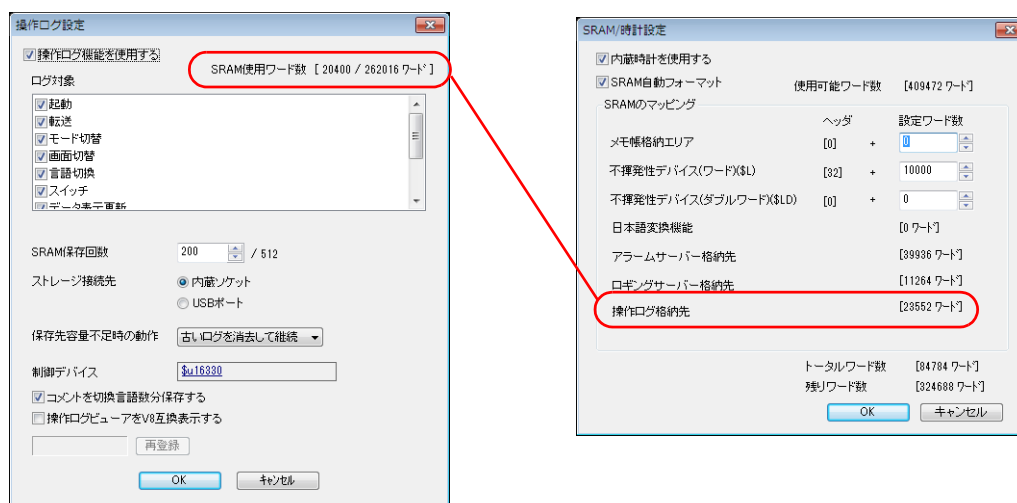 操作ログ設定
操作ログ機能を使用する
SRAM使用ワード数 [ 20400 / 262016 ワード ]
ログ対象
起動
転送
モード切替
画面切替
言語切換
スイッチ
データ表示更新
SRAM保存回数 200 / 512
ストレージ接続先 内蔵ソケット
USBポート
保存先容量不足時の動作 古いログを消去して継続
制御デバイス $u16330
コメントを切換言語数分保存する
操作ログビューアをV8互換表示する
再登録
OK キャンセル
SRAM/時計設定
内蔵時計を使用する
SRAM自動フォーマット 使用可能ワード数 [409472 ワード]
SRAMのマッピング
ヘッダ 設定ワード数
メモ帳格納エリア [0] + 0
不揮発性デバイス(ワード)($L) [32] + 10000
不揮発性デバイス(ダブルワード)($LD) [0] + 0
日本語変換機能 [0 ワード]
アラームサーバー格納先 [39936 ワード]
ロギングサーバー格納先 [11264 ワード]
操作ログ格納先 [23552 ワード]
トータルワード数 [84784 ワード]
残りワード数 [324688 ワード]
OK キャンセル